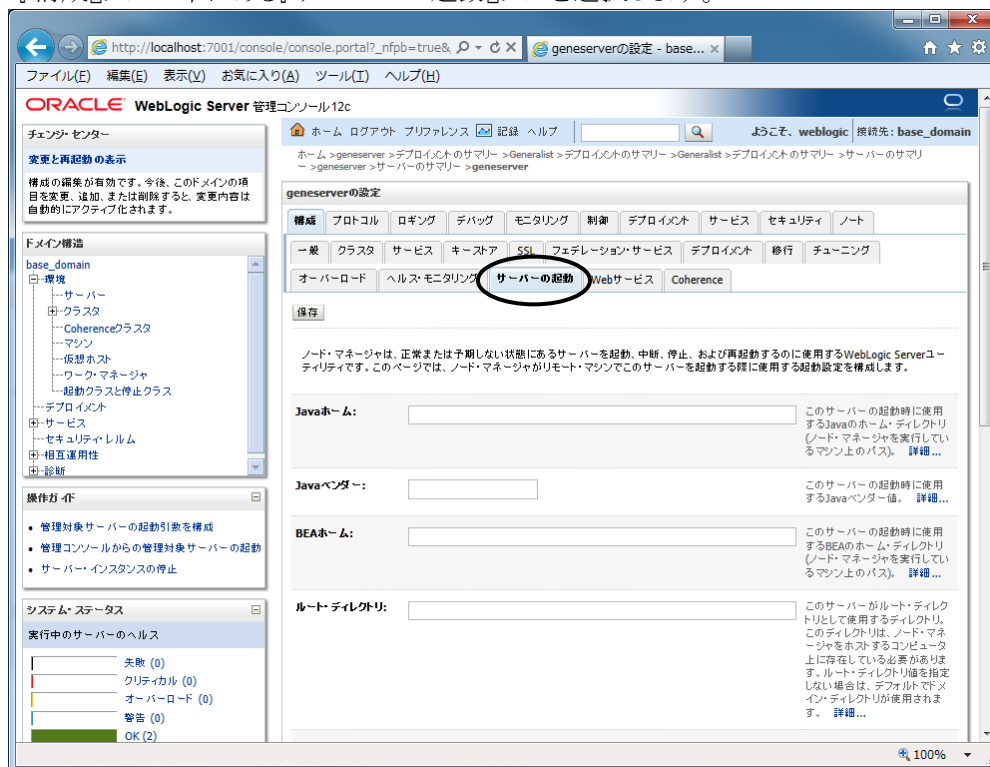 http://localhost:7001/console/console.portal?_nfpb=true&
geneserverの設定 - base...
ファイル(F) 編集(E) 表示(V) お気に入り(A) ツール(T) ヘルプ(H)
ORACLE WebLogic Server 管理コンソール12c
チェンジ・センター
変更と再起動の表示
構成の編集が有効です。今後、このドメインの項
目を変更、追加、または削除すると、変更内容は
自動的にアクティブ化されます。
ドメイン構造
base_domain
環境
サーバー
クラスタ
Coherenceクラスタ
マシン
仮想ホスト
ワーク・マネージャ
起動クラスと停止クラス
デプロイメント
サービス
セキュリティ・レルム
相互運用性
診断
操作ガイド
管理対象サーバーの起動引数を構成
管理コンソールからの管理対象サーバーの起動
サーバー・インスタンスの停止
システム・ステータス
実行中のサーバーのヘルス
失敗 (0)
クリティカル (0)
オーバーロード (0)
警告 (0)
OK (2)
ホーム ログアウト プリファレンス 記録 ヘルプ
ようこそ、weblogic 接続先: base_domain
ホーム >geneserver >デプロイメントのサマリー >Generalist >デプロイメントのサマリー >Generalist >デプロイメントのサマリー >サーバーのサマリ
ー >geneserver >サーバーのサマリー >geneserver
geneserverの設定
構成 プロトコル ロギング デバッグ モニタリング 制御 デプロイメント サービス セキュリティ ノート
一般 クラスタ サービス キーストア SSL フェデレーション・サービス デプロイメント 移行 チューニング
オーバーロード ヘルス・モニタリング サーバーの起動 Webサービス Coherence
保存
ノード・マネージャは、正常または予期しない状態にあるサーバーを起動、中断、停止、および再起動するのに使用するWebLogic Serverユー
ティリティです。このページでは、ノード・マネージャがリモート・マシンでこのサーバーを起動する際に使用する起動設定を構成します。
Javaホーム:
このサーバーの起動時に使用
するJavaのホーム・ディレクトリ
(ノード・マネージャを実行してい
るマシン上のパス)。 詳細...
Javaベンダー:
このサーバーの起動時に使用
するJavaベンダー値。 詳細...
BEAホーム:
このサーバーの起動時に使用
するBEAのホーム・ディレクトリ
(ノード・マネージャを実行してい
るマシン上のパス)。 詳細...
ルート・ディレクトリ:
このサーバーがルート・ディレク
トリとして使用するディレクトリ。
このディレクトリは、ノード・マネ
ージャをホストするコンピュータ
上に存在している必要がありま
す。ルート・ディレクトリ値を指定
しない場合は、デフォルトでドメ
イン・ディレクトリが使用されま
す。 詳細...
100%